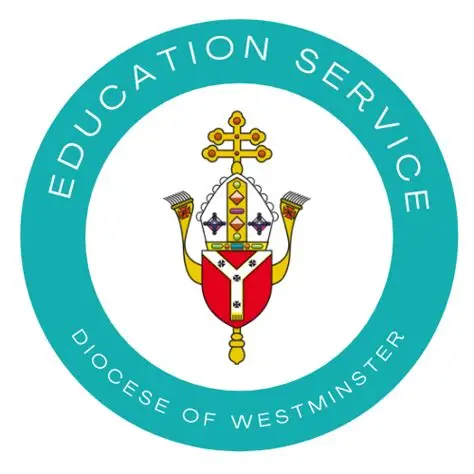 EDUCATION SERVICE
DIOCESE OF WESTMINSTER